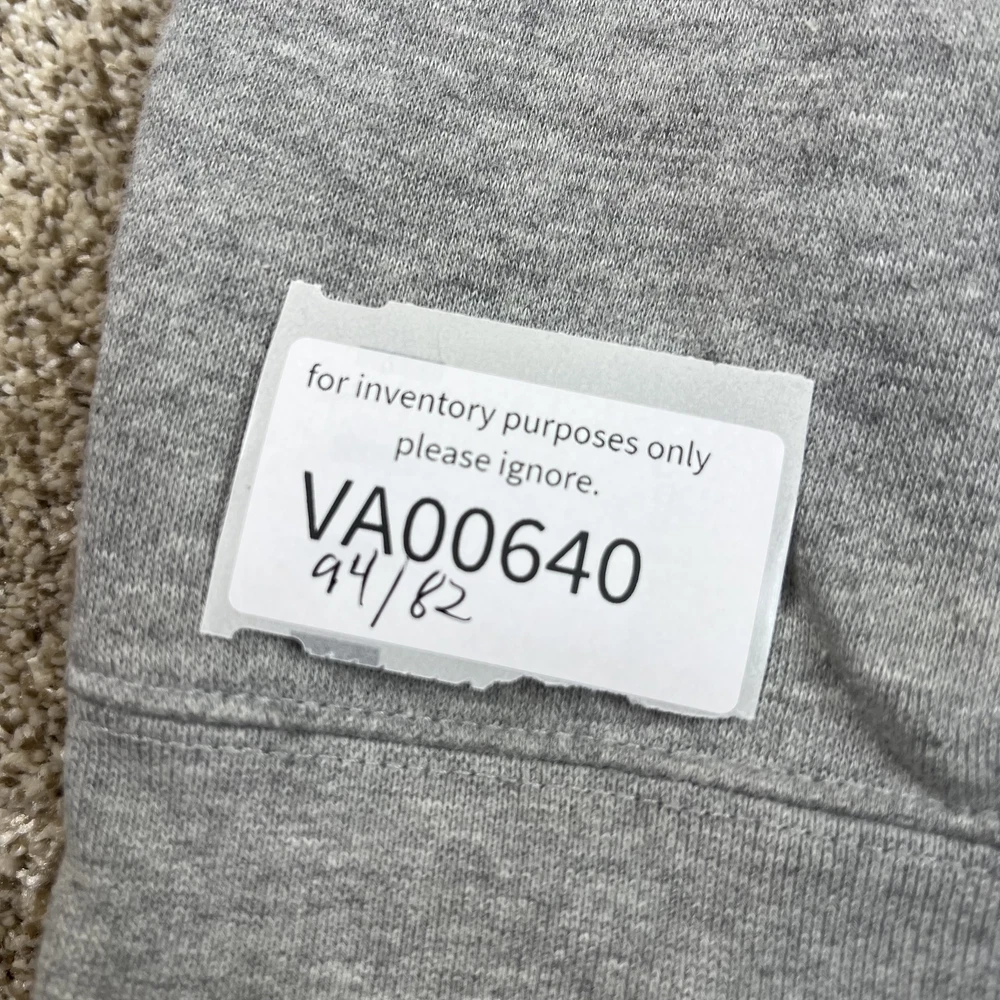 for inventory purposes only
please ignore.
VA00640
94/82